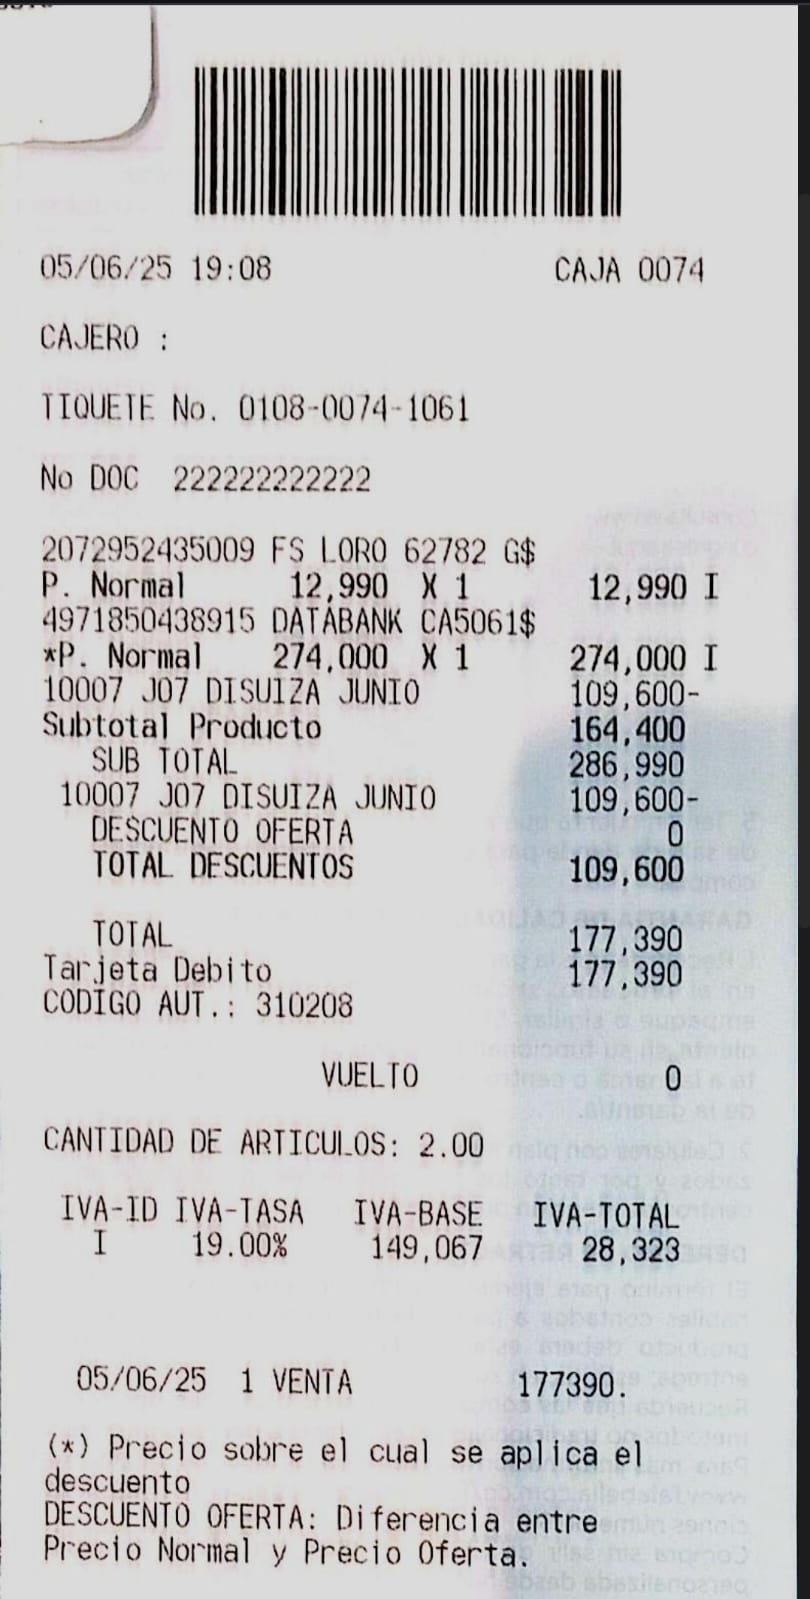 05/06/25 19:08 CAJA 0074
CAJERO :
TIQUETE No. 0108-0074-1061
No DOC 222222222222
2072952435009 FS LORO 62782 G$
P. Normal 12,990 X 1 12,990 I
4971850438915 DATABANK CA5061$
*P. Normal 274,000 X 1 274,000 I
10007 J07 DISUIZA JUNIO 109,600-
Subtotal Producto 164,400
SUB TOTAL 286,990
10007 J07 DISUIZA JUNIO 109,600-
DESCUENTO OFERTA 0
TOTAL DESCUENTOS 109,600
TOTAL 177,390
Tarjeta Debito 177,390
CODIGO AUT.: 310208
VUELTO 0
CANTIDAD DE ARTICULOS: 2.00
IVA-ID IVA-TASA IVA-BASE IVA-TOTAL
I 19.00% 149,067 28,323
05/06/25 1 VENTA 177390.
(*) Precio sobre el cual se aplica el
descuento
DESCUENTO OFERTA: Diferencia entre
Precio Normal y Precio Oferta.